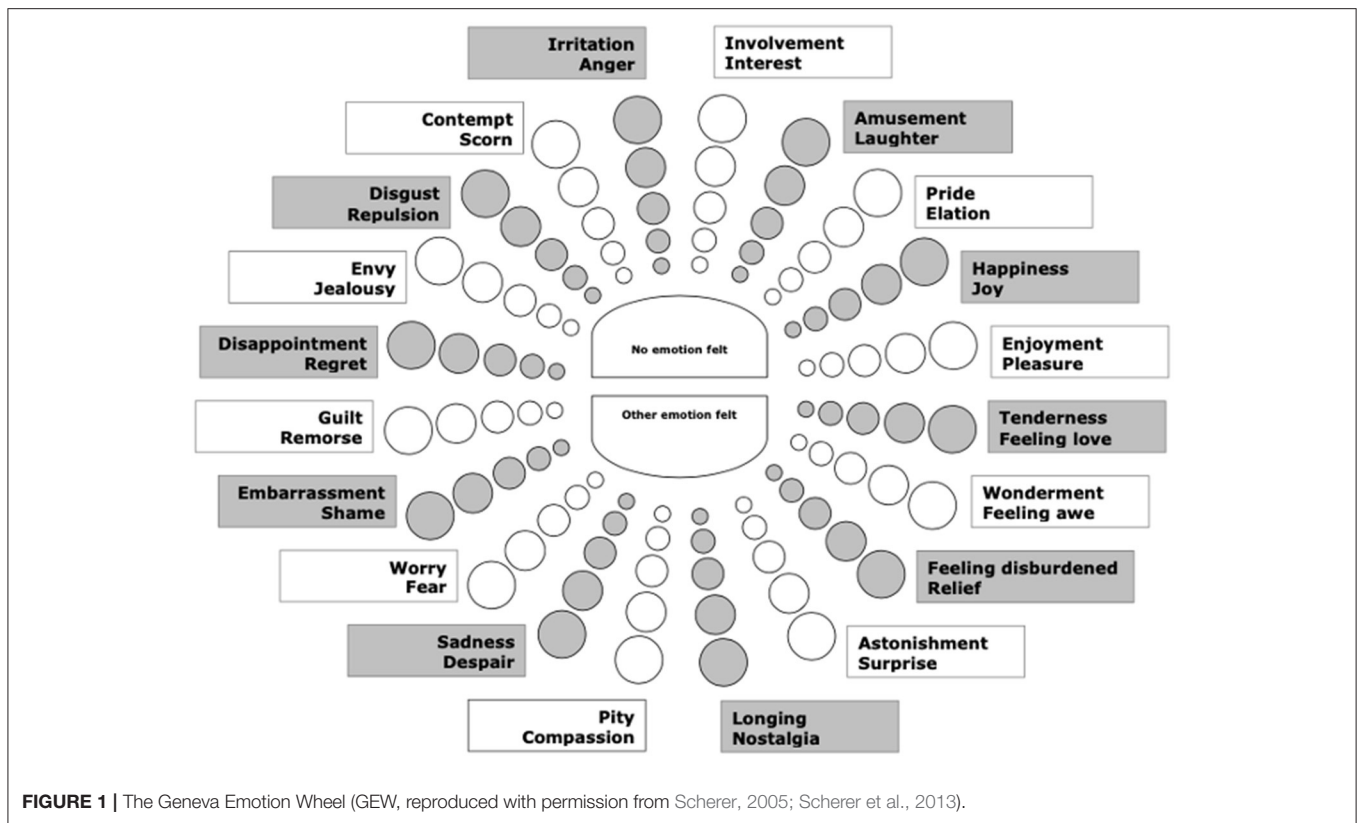 Irritation
Anger
Involvement
Interest
Contempt
Scorn
Amusement
Laughter
Disgust
Repulsion
Pride
Elation
Envy
Jealousy
Happiness
Joy
Disappointment
Regret
No emotion felt
Enjoyment
Pleasure
Guilt
Remorse
Other emotion felt
Tenderness
Feeling love
Embarrassment
Shame
Wonderment
Feeling awe
Worry
Fear
Feeling disburdened
Relief
Sadness
Despair
Astonishment
Surprise
Pity
Compassion
Longing
Nostalgia
FIGURE 1 | The Geneva Emotion Wheel (GEW, reproduced with permission from Scherer, 2005; Scherer et al., 2013).